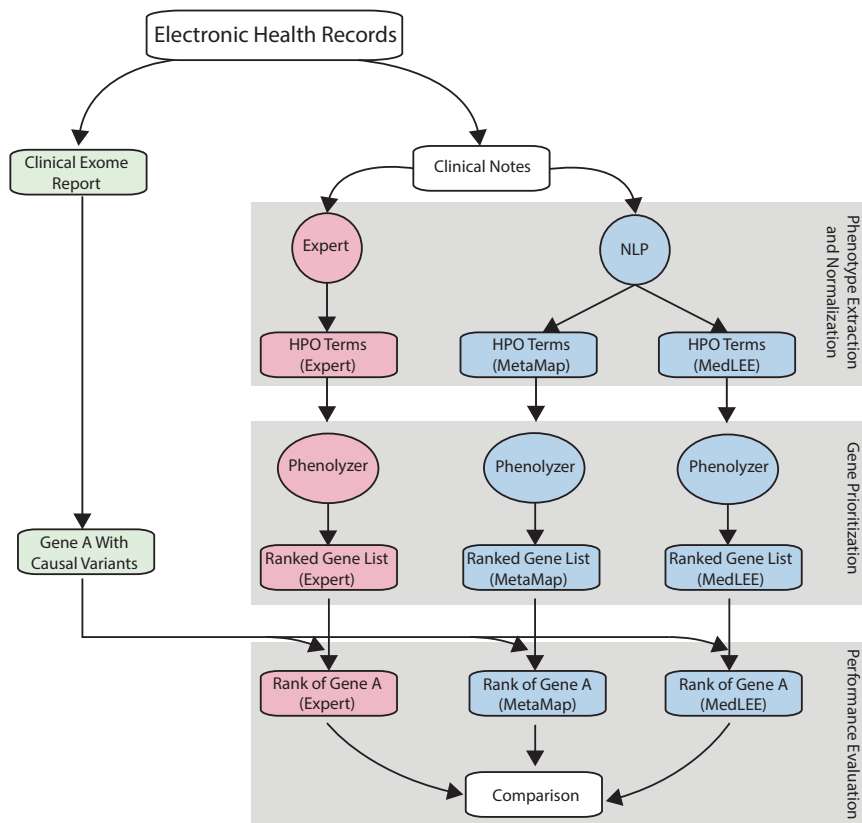 Electronic Health Records
Clinical Exome
Report
Clinical Notes
Expert
NLP
HPO Terms
(Expert)
HPO Terms
(MetaMap)
HPO Terms
(MedLEE)
Phenotype Extraction
and Normalization
Phenolyzer
Phenolyzer
Phenolyzer
Gene Prioritization
Gene A With
Causal Variants
Ranked Gene List
(Expert)
Ranked Gene List
(MetaMap)
Ranked Gene List
(MedLEE)
Rank of Gene A
(Expert)
Rank of Gene A
(MetaMap)
Rank of Gene A
(MedLEE)
Performance Evaluation
Comparison